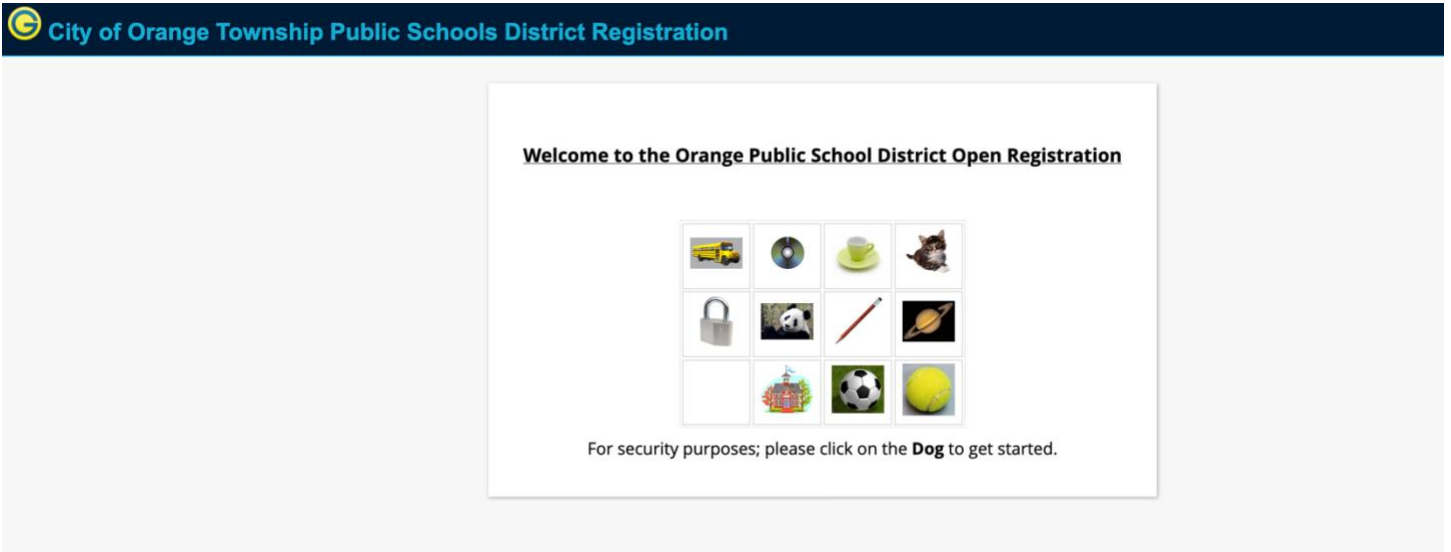 City of Orange Township Public Schools District Registration
Welcome to the Orange Public School District Open Registration
For security purposes; please click on the Dog to get started.